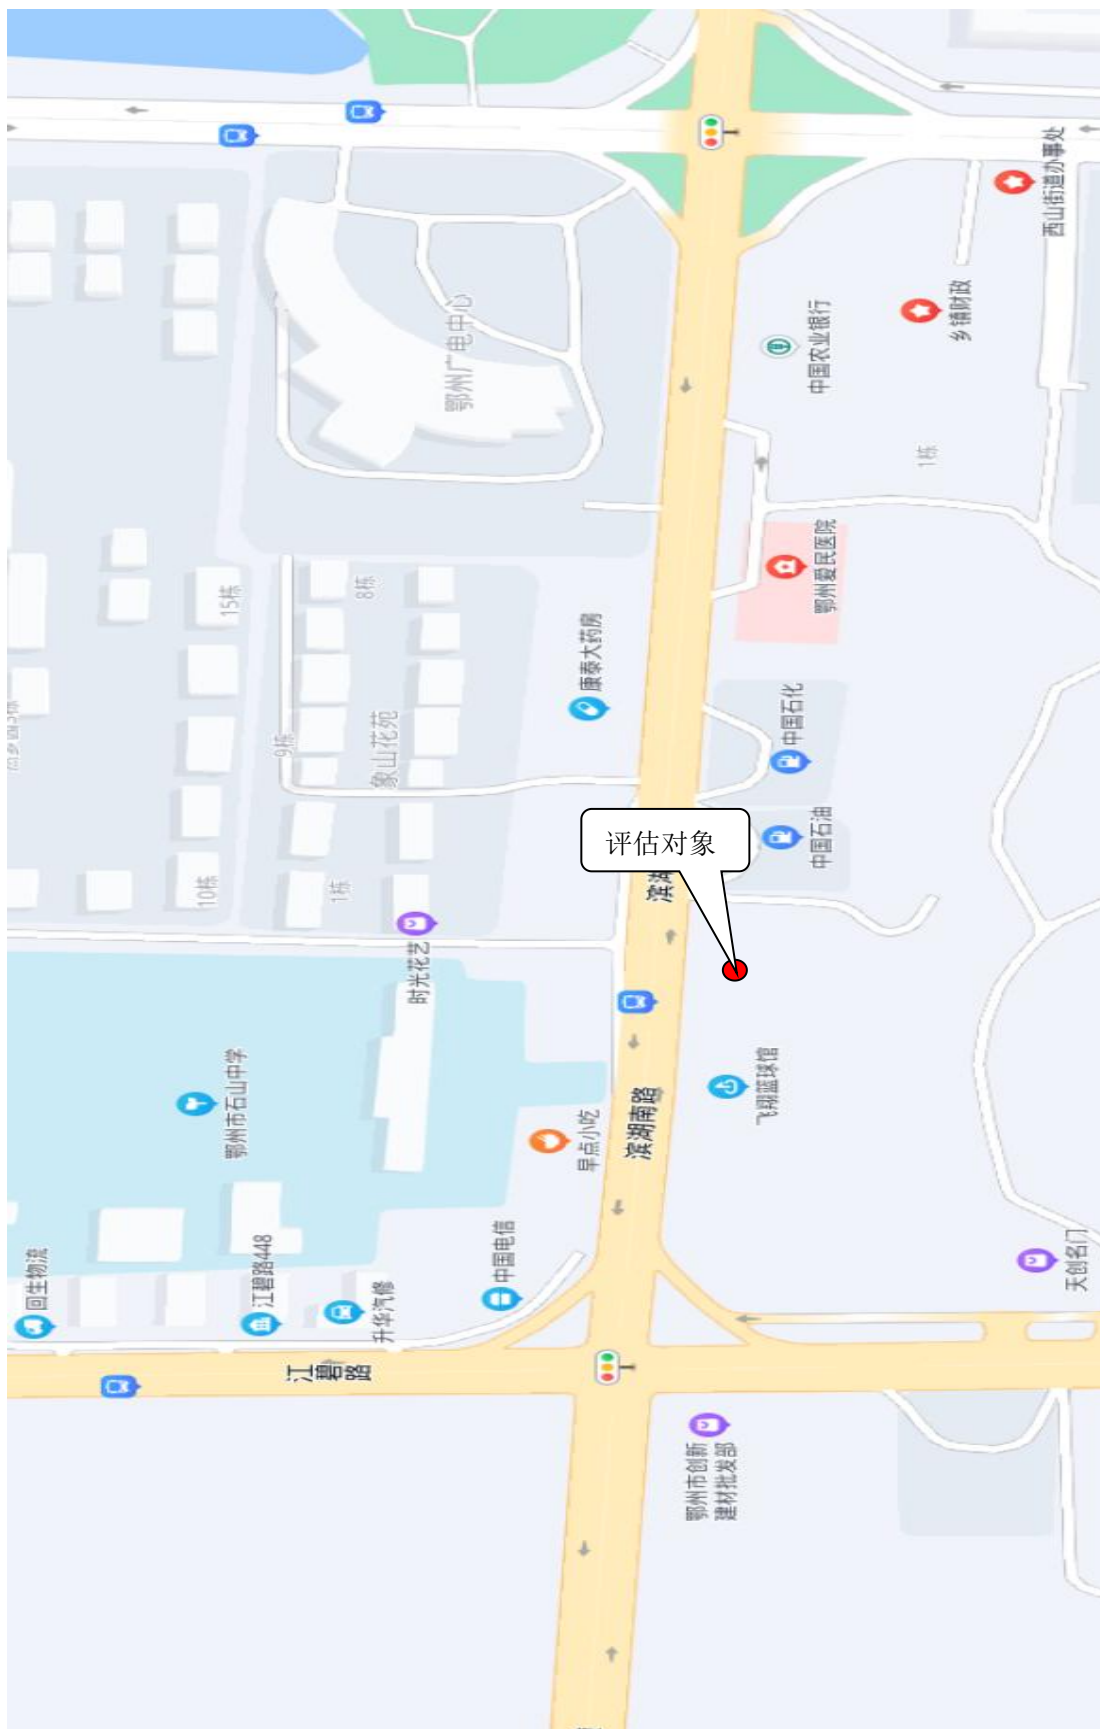 西山街道办事处
乡镇财政
中国农业银行
1栋
鄂州广电中心
鄂州爱民医院
8栋
15栋
康泰大药房
中国石化
9栋
象山花苑
中国石油
评估对象
10栋
1栋
滨湖
时光花艺
鄂州市石山中学
飞翔篮球馆
滨湖南路
早点小吃
中国电信
天创名门
回生物流
江碧路448
升华汽修
江碧路
鄂州市创新
建材批发部